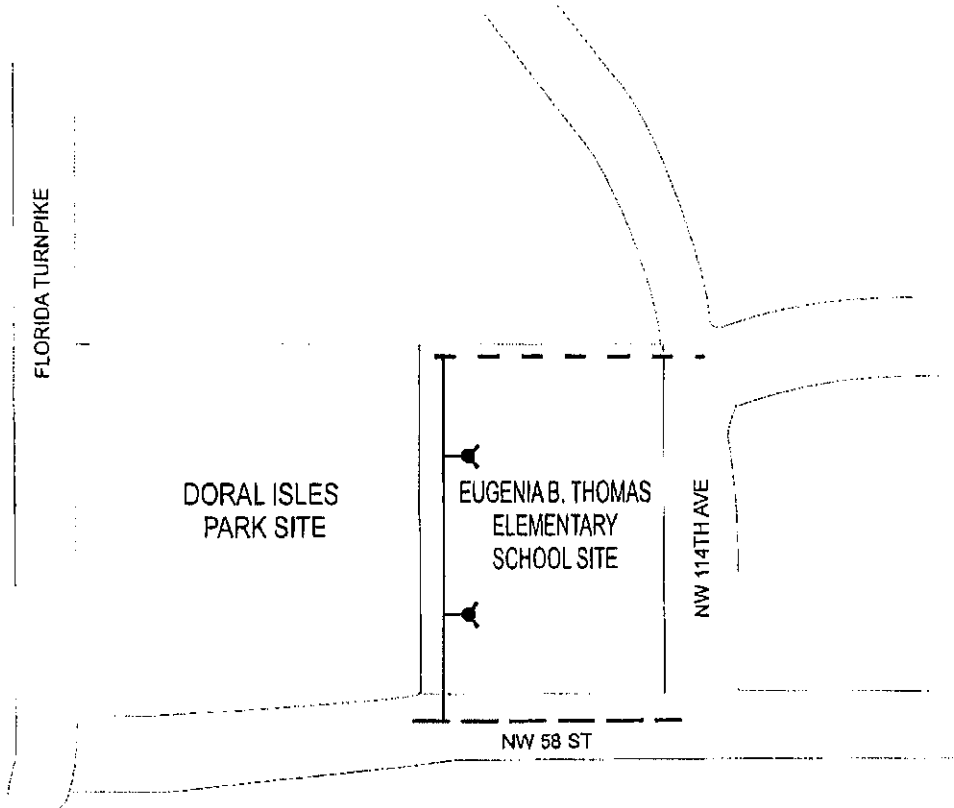 FLORIDA TURNPIKE
DORAL ISLES
PARK SITE
EUGENIA B. THOMAS
ELEMENTARY
SCHOOL SITE
NW 114TH AVE
NW 58 ST